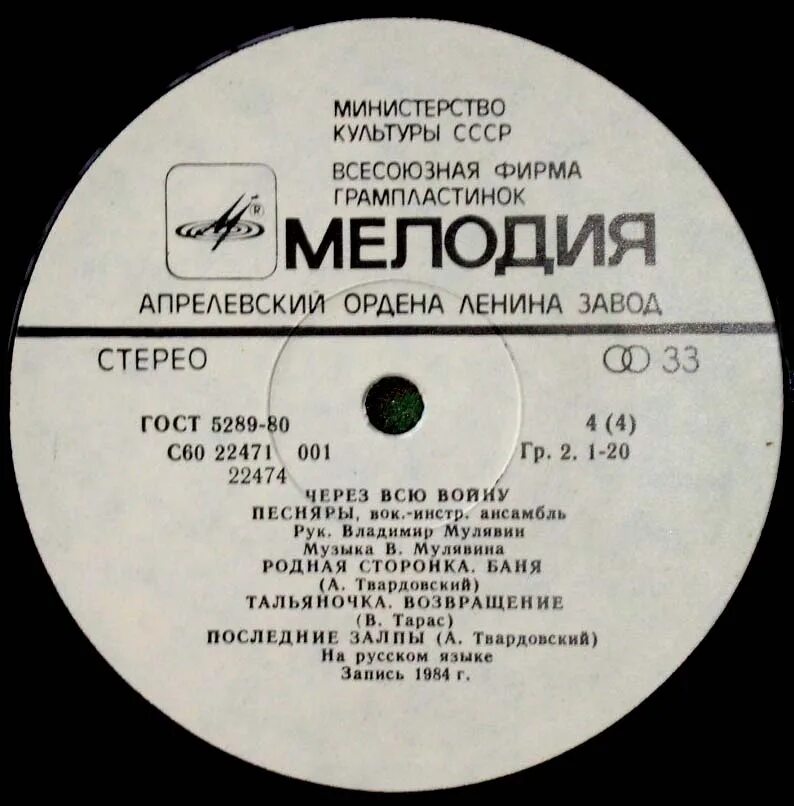 МИНИСТЕРСТВО
КУЛЬТУРЫ СССР
ВСЕСОЮЗНАЯ ФИРМА
ГРАМПЛАСТИНОК
®
МЕЛОДИЯ
АПРЕЛЕВСКИЙ ОРДЕНА ЛЕНИНА ЗАВОД
СТЕРЕО 33
ГОСТ 5289-80 4 (4)
С60 22471 001 Гр. 2. 1-20
22474
ЧЕРЕЗ ВСЮ ВОЙНУ
ПЕСНЯРЫ, вок.-инстр. ансамбль
Рук. Владимир Мулявин
Музыка В. Мулявина
РОДНАЯ СТОРОНКА. БАНЯ
(А. Твардовский)
ТАЛЬЯНОЧКА. ВОЗВРАЩЕНИЕ
(В. Тарас)
ПОСЛЕДНИЕ ЗАЛПЫ (А. Твардовский)
На русском языке
Запись 1984 г.